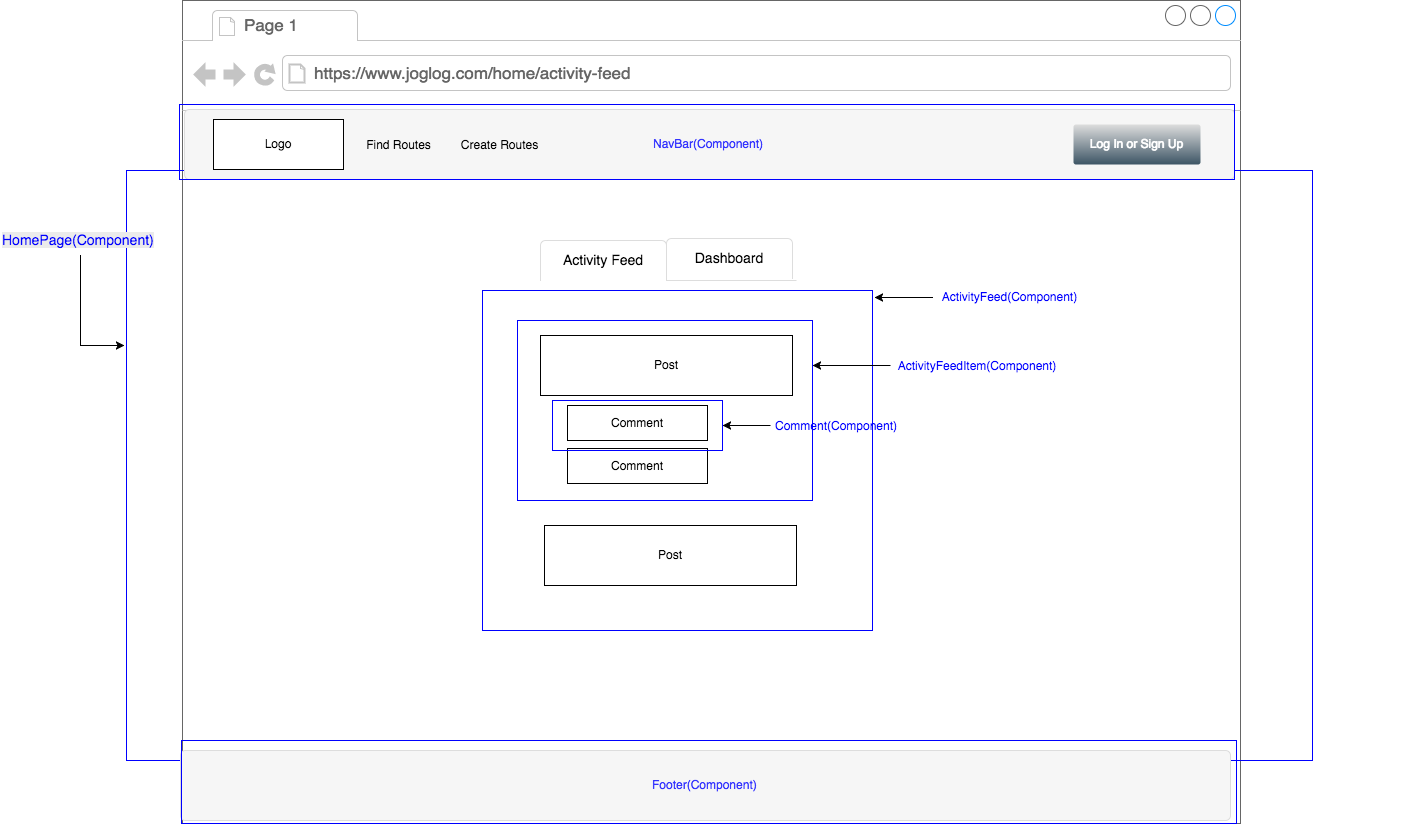 Page 1
https://www.joglog.com/home/activity-feed
Logo
Find Routes
Create Routes
NavBar(Component)
Log In or Sign Up
HomePage(Component)
Activity Feed
Dashboard
ActivityFeed(Component)
Post
ActivityFeedItem(Component)
Comment
Comment(Component)
Comment
Post
Footer(Component)